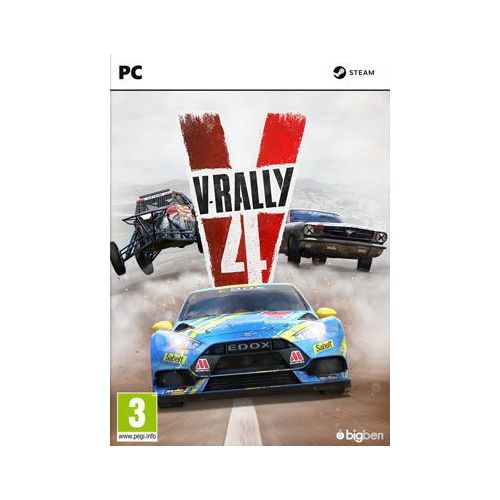 PC
STEAM
V-RALLY
4
EDOX
Sabelt
Sabelt
3
www.pegi.info
bigben